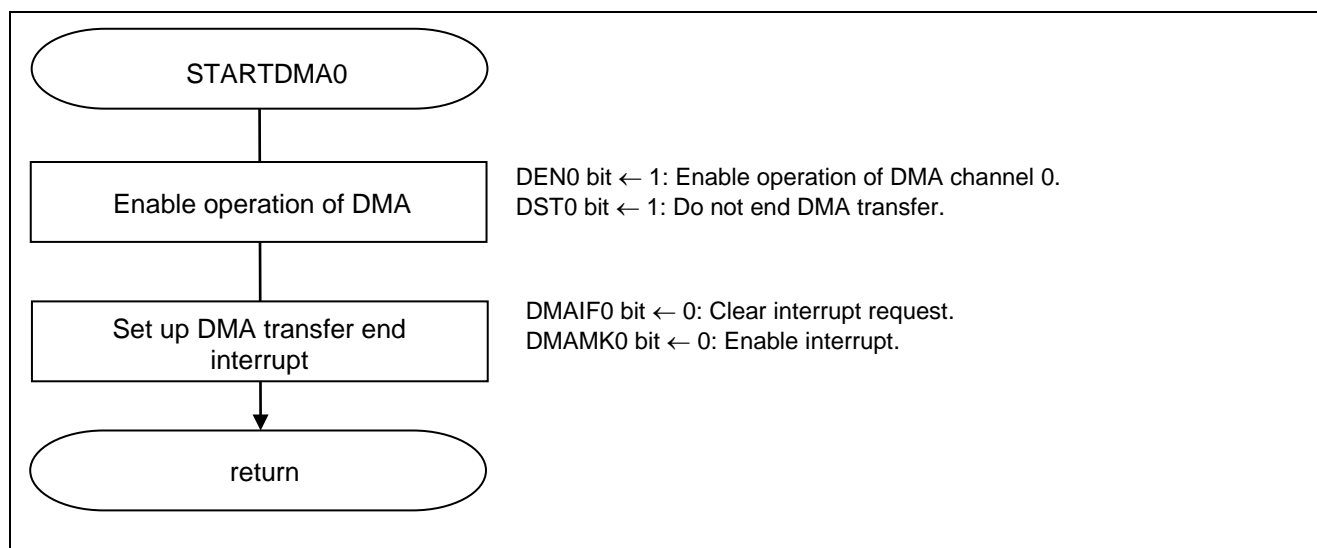 STARTDMA0
Enable operation of DMA
DEN0 bit ← 1: Enable operation of DMA channel 0.
DST0 bit ← 1: Do not end DMA transfer.
Set up DMA transfer end
interrupt
DMAIF0 bit ← 0: Clear interrupt request.
DMAMK0 bit ← 0: Enable interrupt.
return